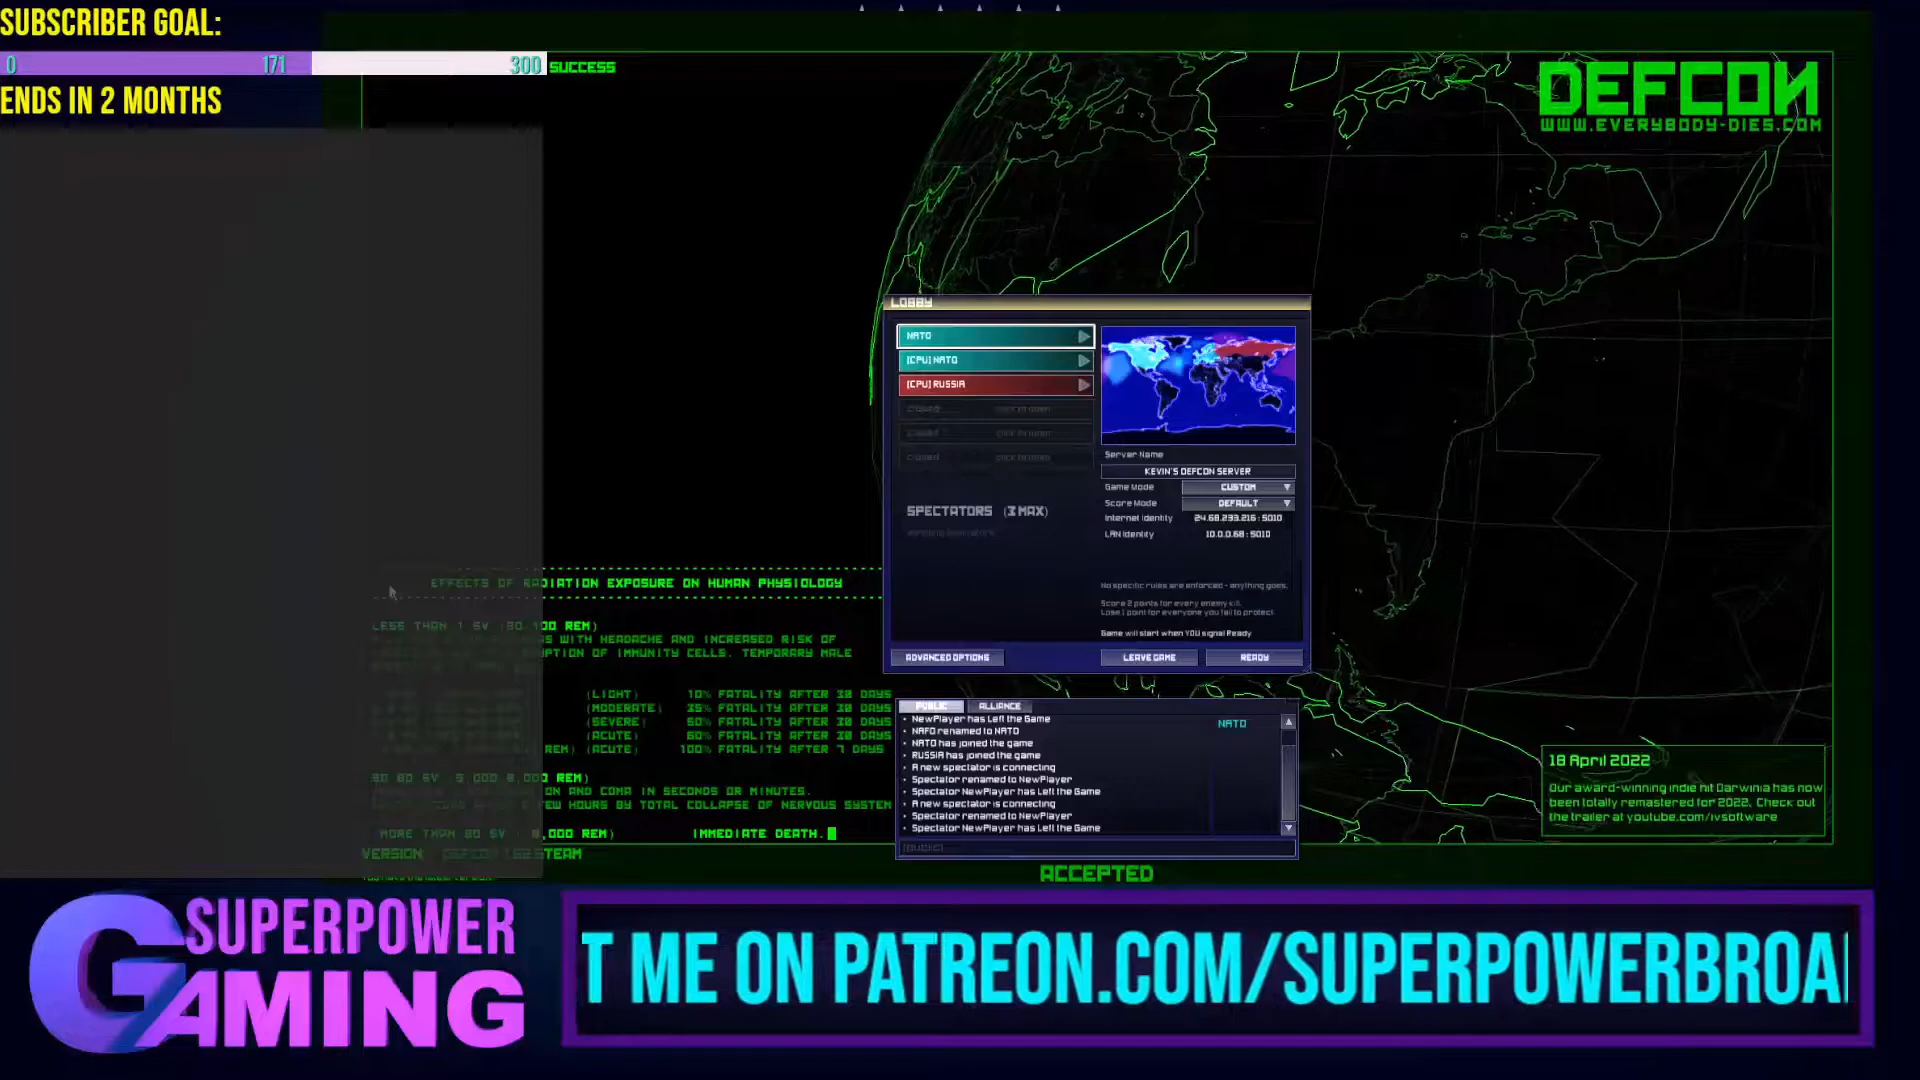 SUBSCRIBER GOAL:
0 171 300
SUCCESS
ENDS IN 2 MONTHS
DEFCON
WWW.EVERYBODY-DIES.COM
LOBBY
NATO
[CPU] NATO
[CPU] RUSSIA
SPECTATORS (3 MAX)
Server Name
KEVIN'S DEFCON SERVER
Game Mode CUSTOM
Score Mode DEFAULT
Internet Identity 24.68.233.216 : 5010
LAN Identity 10.0.0.68 : 5010
No specific rules are enforced - anything goes.
Score 2 points for every enemy kill.
Lose 1 point for everyone you fail to protect.
Game will start when YOU signal Ready
ADVANCED OPTIONS LEAVE GAME READY
EFFECTS OF RADIATION EXPOSURE ON HUMAN PHYSIOLOGY
LESS THAN 1 SV
WITH HEADACHE AND INCREASED RISK OF
OF IMMUNITY CELLS. TEMPORARY MALE
(LIGHT) 10% FATALITY AFTER 30 DAYS
(MODERATE) 35% FATALITY AFTER 30 DAYS
(SEVERE) 50% FATALITY AFTER 30 DAYS
(ACUTE) 60% FATALITY AFTER 30 DAYS
REM) (ACUTE) 100% FATALITY AFTER 7 DAYS
ON AND COMA IN SECONDS OR MINUTES.
FEW HOURS BY TOTAL COLLAPSE OF NERVOUS SYSTEM
MORE THAN 80 SV IMMEDIATE DEATH.
VERSION
PUBLIC ALLIANCE
NewPlayer has Left the Game
NAFO renamed to NATO
NATO has joined the game
RUSSIA has joined the game
A new spectator is connecting
Spectator renamed to NewPlayer
Spectator NewPlayer has Left the Game
A new spectator is connecting
Spectator renamed to NewPlayer
Spectator NewPlayer has Left the Game
NATO
[PUBLIC]
ACCEPTED
18 April 2022
Our award-winning indie hit Darwinia has now
been totally remastered for 2022. Check out
the trailer at youtube.com/ivsoftware
SUPERPOWER
GAMING
T ME ON PATREON.COM/SUPERPOWERBROA